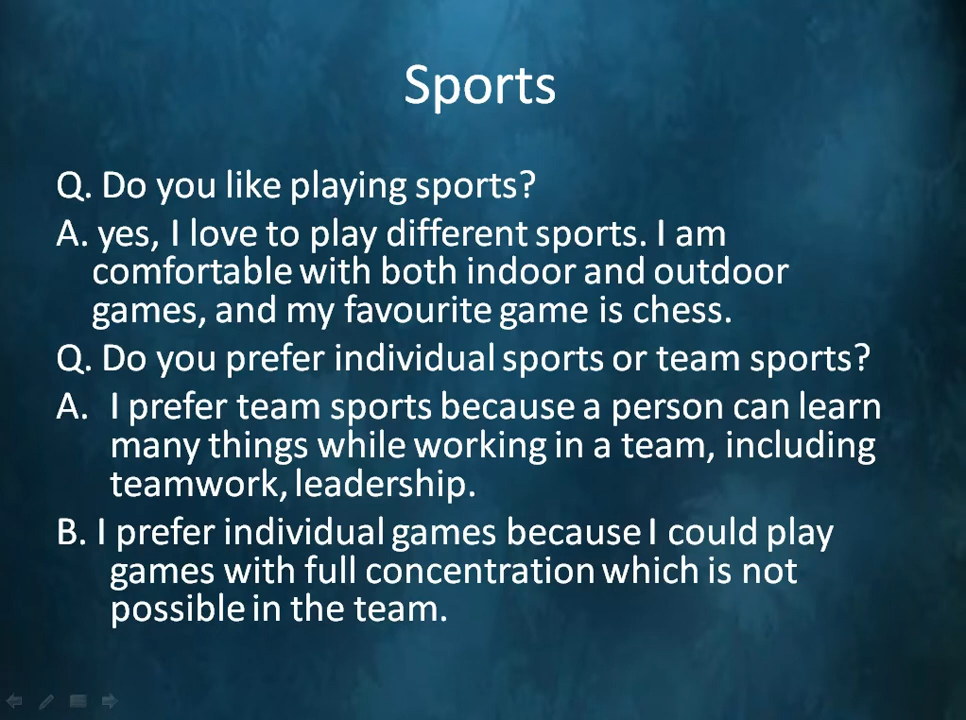 Sports
Q. Do you like playing sports?
A. yes, I love to play different sports. I am
comfortable with both indoor and outdoor
games, and my favourite game is chess.
Q. Do you prefer individual sports or team sports?
A. I prefer team sports because a person can learn
many things while working in a team, including
teamwork, leadership.
B. I prefer individual games because I could play
games with full concentration which is not
possible in the team.